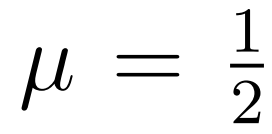 μ = 1/2